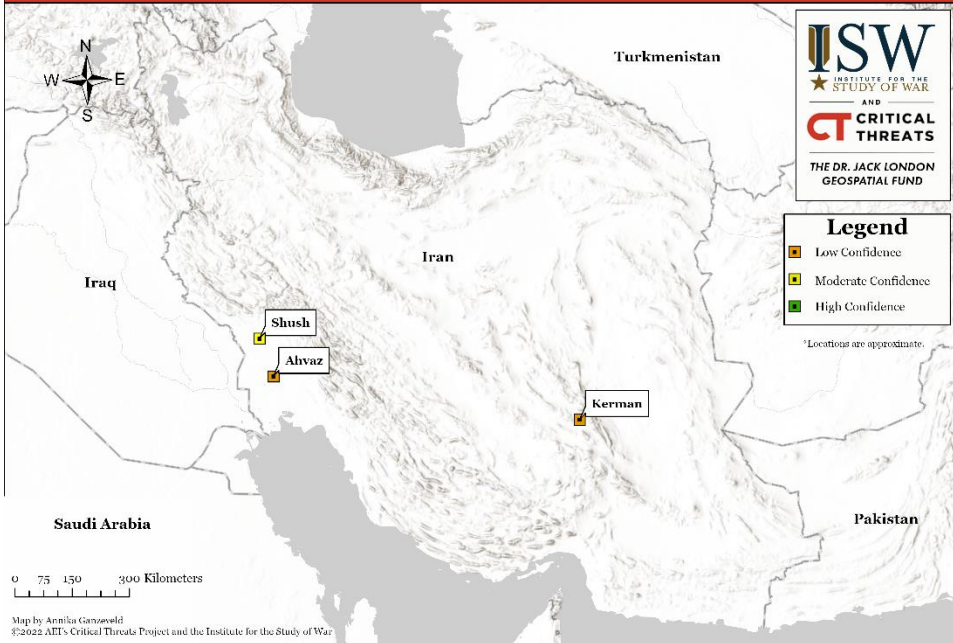 N
W E
S
Turkmenistan
ISW
INSTITUTE FOR THE
STUDY OF WAR
AND
CT CRITICAL
THREATS
THE DR. JACK LONDON
GEOSPATIAL FUND
Legend
Low Confidence
Moderate Confidence
High Confidence
*Locations are approximate.
Iran
Iraq
Shush
Ahvaz
Kerman
Saudi Arabia
Pakistan
0 75 150 300 Kilometers
Map by Annika Ganzeveld
©2022 AEI's Critical Threats Project and the Institute for the Study of War